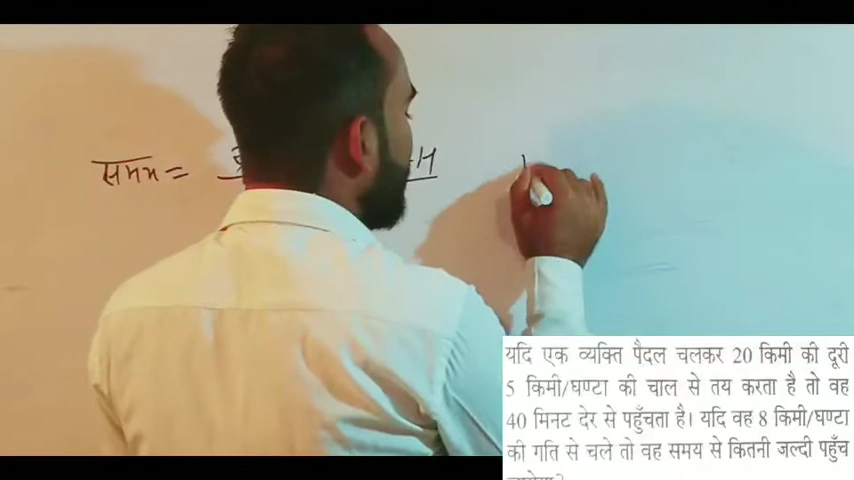 समय =
यदि एक व्यक्ति पैदल चलकर 20 किमी की दूरी
5 किमी/घण्टा की चाल से तय करता है तो वह
40 मिनट देर से पहुँचता है। यदि वह 8 किमी/घण्टा
की गति से चले तो वह समय से कितनी जल्दी पहुँच